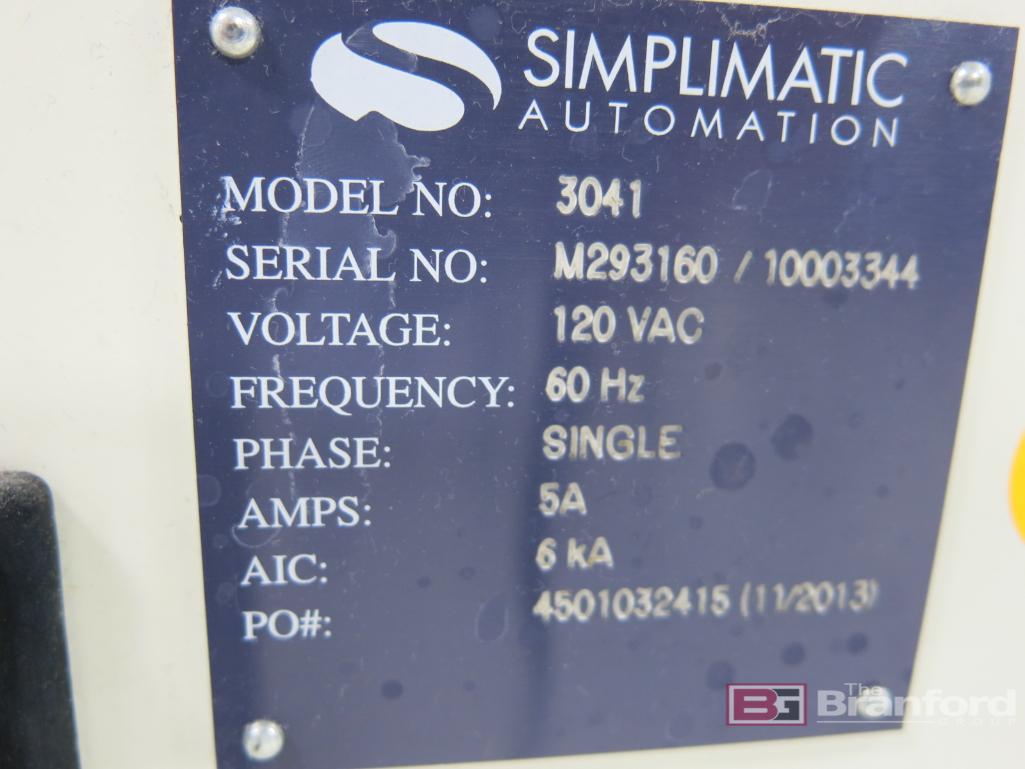 SIMPLIMATIC
AUTOMATION
MODEL NO: 3041
SERIAL NO: M293160 / 10003344
VOLTAGE: 120 VAC
FREQUENCY: 60 Hz
PHASE: SINGLE
AMPS: 5A
AIC: 6 kA
PO#: 4501032415 (11/2013)
BG The Branford
GROUP